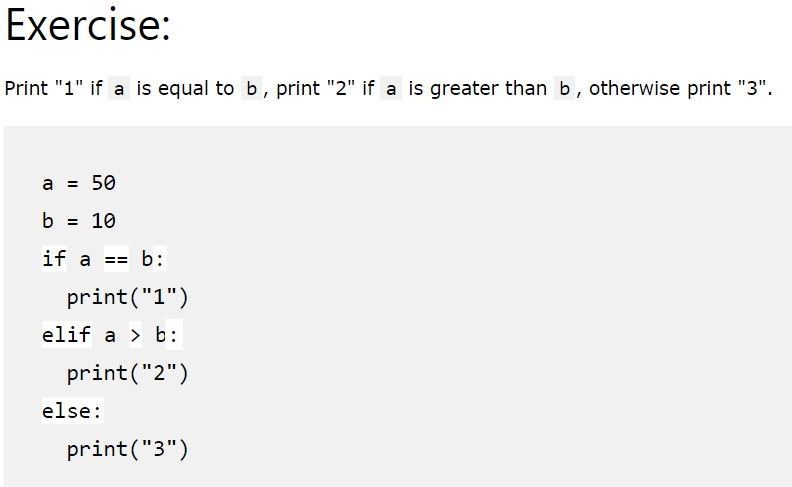 Exercise:
Print "1" if a is equal to b, print "2" if a is greater than b, otherwise print "3".
a = 50
b = 10
if a == b:
  print("1")
elif a > b:
  print("2")
else:
  print("3")